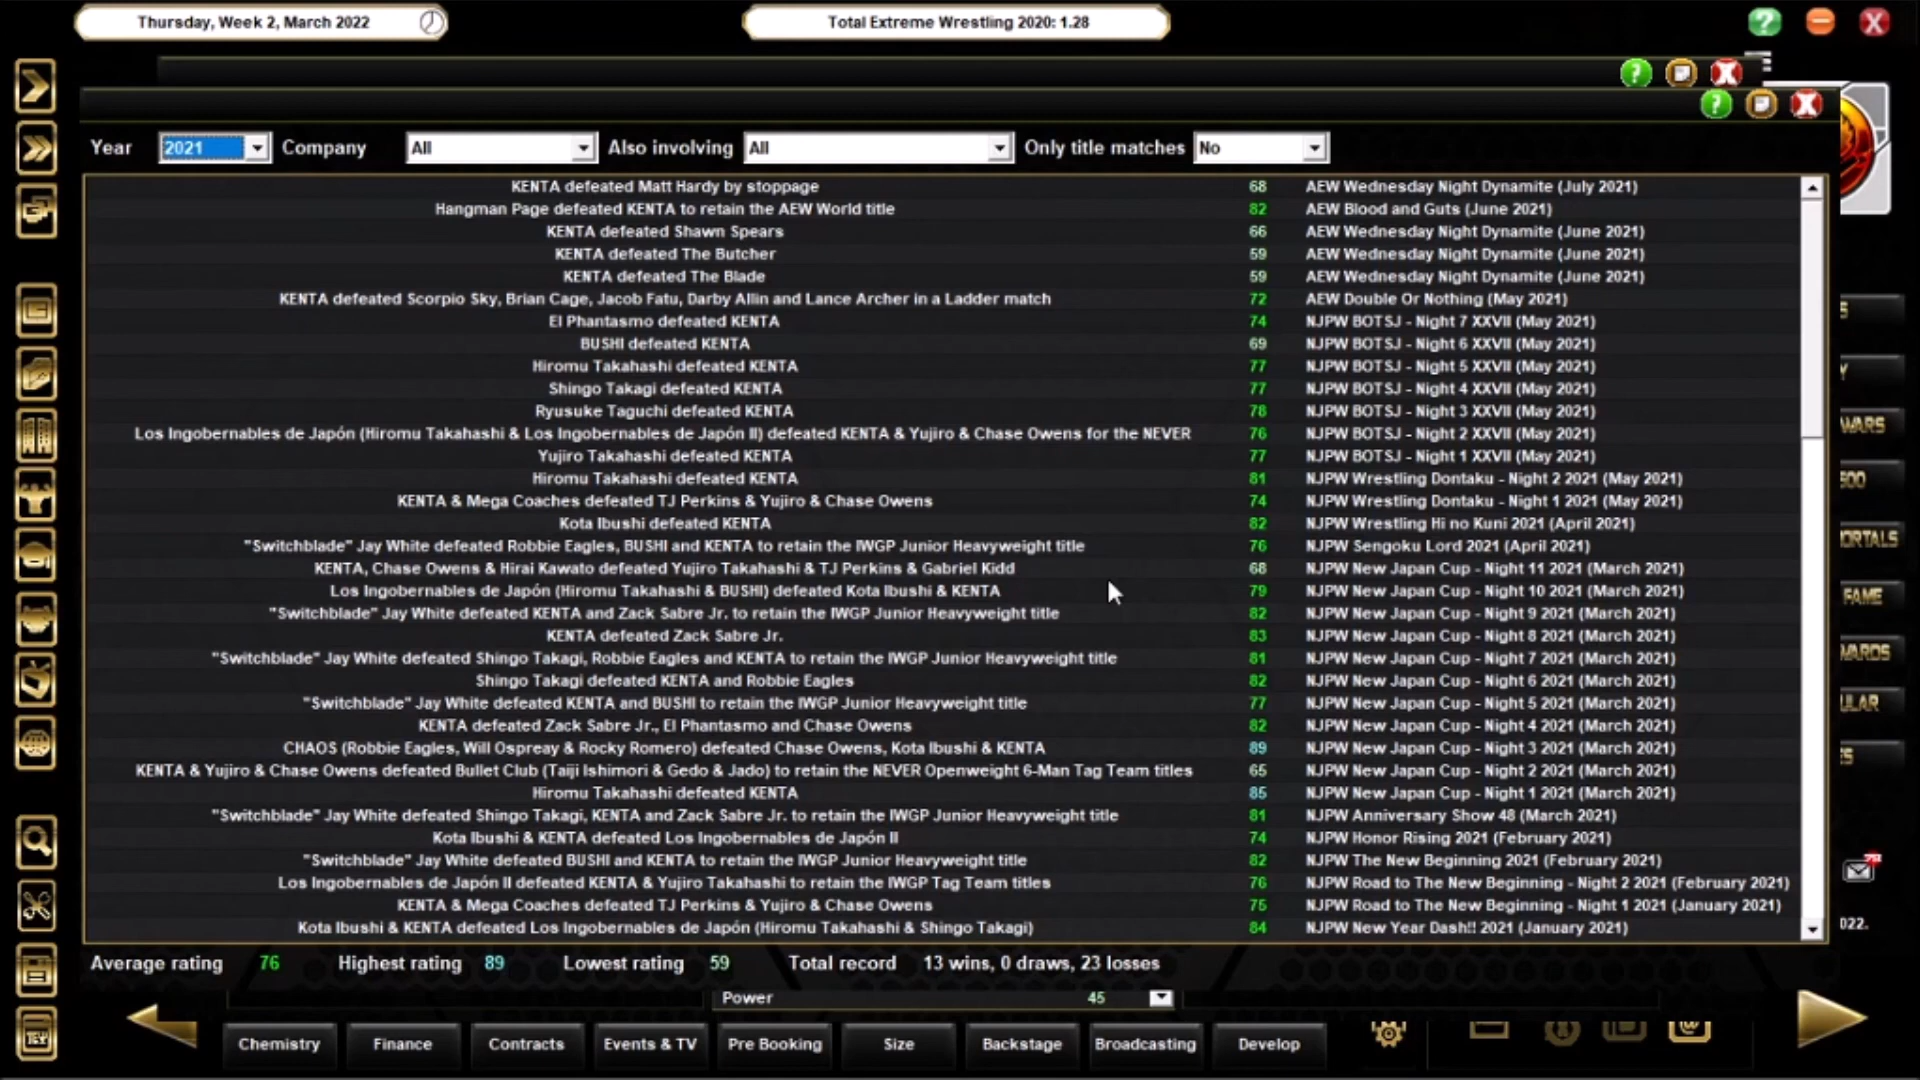 Thursday, Week 2, March 2022
Total Extreme Wrestling 2020: 1.28
Year 2021 Company All Also involving All Only title matches No
KENTA defeated Matt Hardy by stoppage 68 AEW Wednesday Night Dynamite (July 2021)
Hangman Page defeated KENTA to retain the AEW World title 82 AEW Blood and Guts (June 2021)
KENTA defeated Shawn Spears 66 AEW Wednesday Night Dynamite (June 2021)
KENTA defeated The Butcher 59 AEW Wednesday Night Dynamite (June 2021)
KENTA defeated The Blade 59 AEW Wednesday Night Dynamite (June 2021)
KENTA defeated Scorpio Sky, Brian Cage, Jacob Fatu, Darby Allin and Lance Archer in a Ladder match 72 AEW Double Or Nothing (May 2021)
El Phantasmo defeated KENTA 74 NJPW BOTSJ - Night 7 XXVII (May 2021)
BUSHI defeated KENTA 69 NJPW BOTSJ - Night 6 XXVII (May 2021)
Hiromu Takahashi defeated KENTA 77 NJPW BOTSJ - Night 5 XXVII (May 2021)
Shingo Takagi defeated KENTA 77 NJPW BOTSJ - Night 4 XXVII (May 2021)
Ryusuke Taguchi defeated KENTA 78 NJPW BOTSJ - Night 3 XXVII (May 2021)
Los Ingobernables de Japón (Hiromu Takahashi & Los Ingobernables de Japón II) defeated KENTA & Yujiro & Chase Owens for the NEVER 76 NJPW BOTSJ - Night 2 XXVII (May 2021)
Yujiro Takahashi defeated KENTA 77 NJPW BOTSJ - Night 1 XXVII (May 2021)
Hiromu Takahashi defeated KENTA 81 NJPW Wrestling Dontaku - Night 2 2021 (May 2021)
KENTA & Mega Coaches defeated TJ Perkins & Yujiro & Chase Owens 74 NJPW Wrestling Dontaku - Night 1 2021 (May 2021)
Kota Ibushi defeated KENTA 82 NJPW Wrestling Hi no Kuni 2021 (April 2021)
"Switchblade" Jay White defeated Robbie Eagles, BUSHI and KENTA to retain the IWGP Junior Heavyweight title 76 NJPW Sengoku Lord 2021 (April 2021)
KENTA, Chase Owens & Hirai Kawato defeated Yujiro Takahashi & TJ Perkins & Gabriel Kidd 68 NJPW New Japan Cup - Night 11 2021 (March 2021)
Los Ingobernables de Japón (Hiromu Takahashi & BUSHI) defeated Kota Ibushi & KENTA 79 NJPW New Japan Cup - Night 10 2021 (March 2021)
"Switchblade" Jay White defeated KENTA and Zack Sabre Jr. to retain the IWGP Junior Heavyweight title 82 NJPW New Japan Cup - Night 9 2021 (March 2021)
KENTA defeated Zack Sabre Jr. 83 NJPW New Japan Cup - Night 8 2021 (March 2021)
"Switchblade" Jay White defeated Shingo Takagi, Robbie Eagles and KENTA to retain the IWGP Junior Heavyweight title 81 NJPW New Japan Cup - Night 7 2021 (March 2021)
Shingo Takagi defeated KENTA and Robbie Eagles 82 NJPW New Japan Cup - Night 6 2021 (March 2021)
"Switchblade" Jay White defeated KENTA and BUSHI to retain the IWGP Junior Heavyweight title 77 NJPW New Japan Cup - Night 5 2021 (March 2021)
KENTA defeated Zack Sabre Jr., El Phantasmo and Chase Owens 82 NJPW New Japan Cup - Night 4 2021 (March 2021)
CHAOS (Robbie Eagles, Will Ospreay & Rocky Romero) defeated Chase Owens, Kota Ibushi & KENTA 89 NJPW New Japan Cup - Night 3 2021 (March 2021)
KENTA & Yujiro & Chase Owens defeated Bullet Club (Taiji Ishimori & Gedo & Jado) to retain the NEVER Openweight 6-Man Tag Team titles 65 NJPW New Japan Cup - Night 2 2021 (March 2021)
Hiromu Takahashi defeated KENTA 85 NJPW New Japan Cup - Night 1 2021 (March 2021)
"Switchblade" Jay White defeated Shingo Takagi, KENTA and Zack Sabre Jr. to retain the IWGP Junior Heavyweight title 81 NJPW Anniversary Show 48 (March 2021)
Kota Ibushi & KENTA defeated Los Ingobernables de Japón II 74 NJPW Honor Rising 2021 (February 2021)
"Switchblade" Jay White defeated BUSHI and KENTA to retain the IWGP Junior Heavyweight title 82 NJPW The New Beginning 2021 (February 2021)
Los Ingobernables de Japón II defeated KENTA & Yujiro Takahashi to retain the IWGP Tag Team titles 76 NJPW Road to The New Beginning - Night 2 2021 (February 2021)
KENTA & Mega Coaches defeated TJ Perkins & Yujiro & Chase Owens 75 NJPW Road to The New Beginning - Night 1 2021 (January 2021)
Kota Ibushi & KENTA defeated Los Ingobernables de Japón (Hiromu Takahashi & Shingo Takagi) 84 NJPW New Year Dash!! 2021 (January 2021)
WARS
ORTALS
FAME
WARDS
ULAR
022.
Average rating 76 Highest rating 89 Lowest rating 59 Total record 13 wins, 0 draws, 23 losses
Power 45
Chemistry Finance Contracts Events & TV Pre Booking Size Backstage Broadcasting Develop